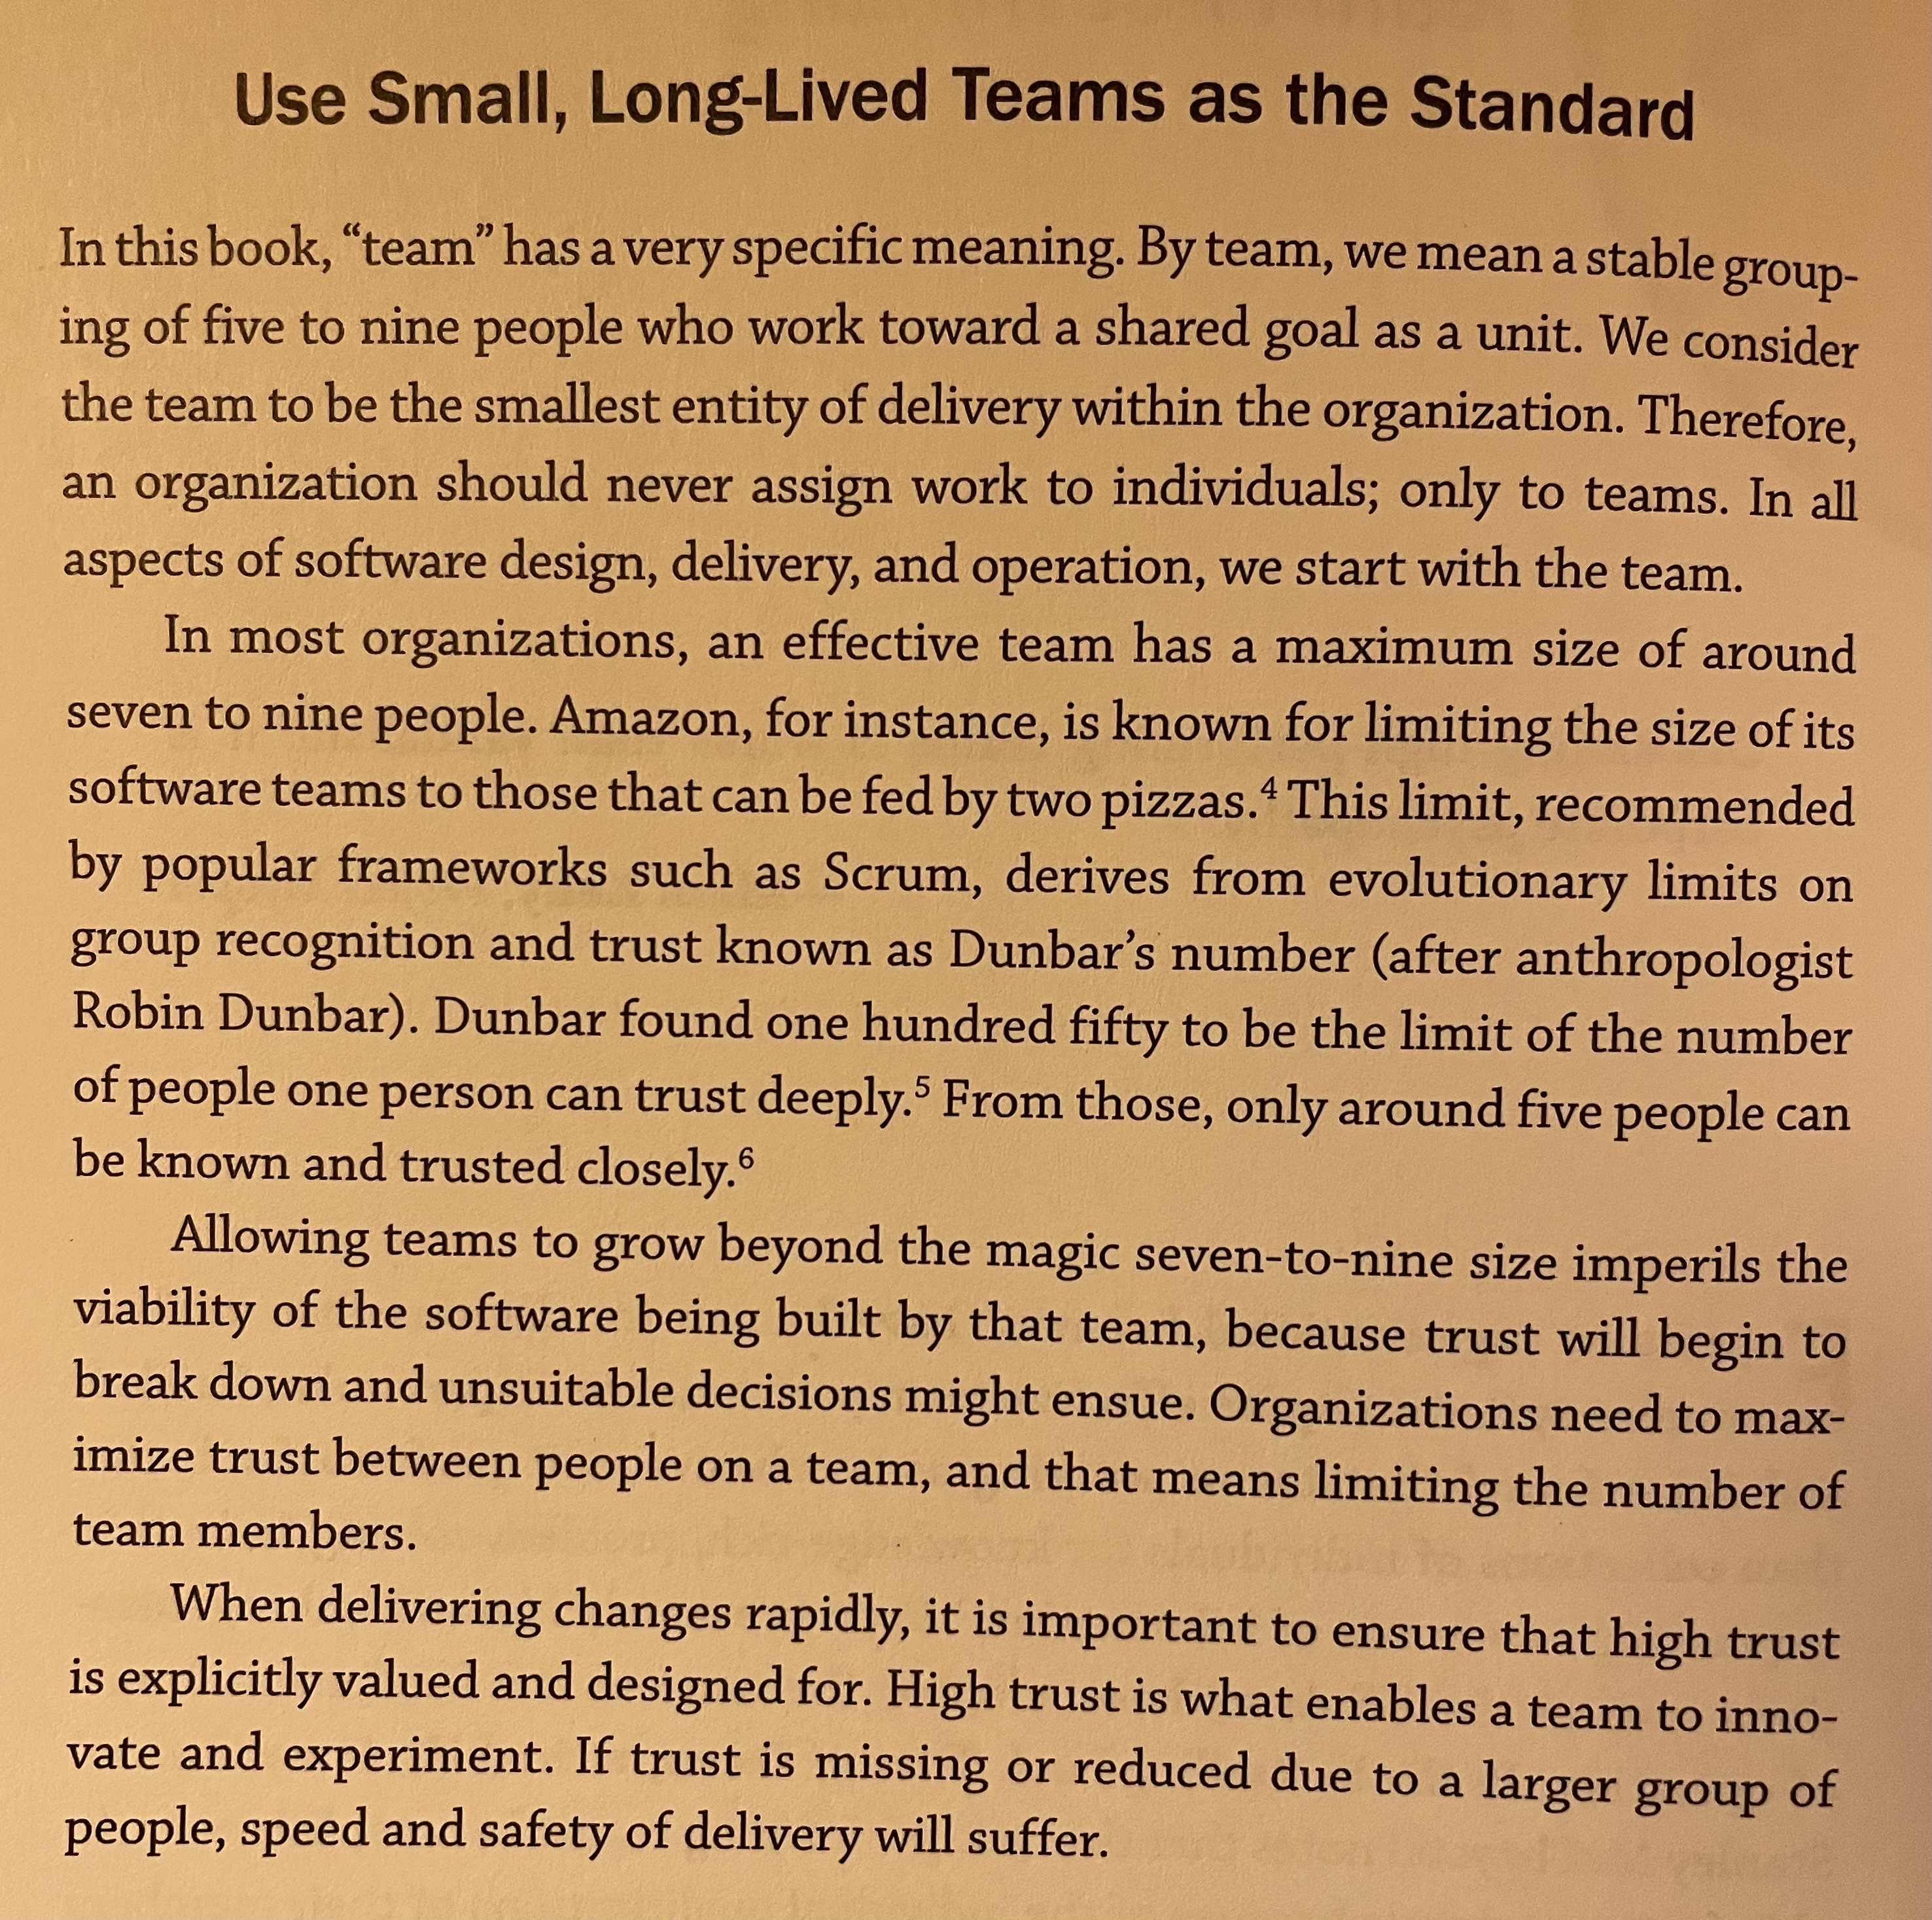 Use Small, Long-Lived Teams as the Standard
In this book, “team” has a very specific meaning. By team, we mean a stable group-
ing of five to nine people who work toward a shared goal as a unit. We consider
the team to be the smallest entity of delivery within the organization. Therefore,
an organization should never assign work to individuals; only to teams. In all
aspects of software design, delivery, and operation, we start with the team.
In most organizations, an effective team has a maximum size of around
seven to nine people. Amazon, for instance, is known for limiting the size of its
software teams to those that can be fed by two pizzas.⁴ This limit, recommended
by popular frameworks such as Scrum, derives from evolutionary limits on
group recognition and trust known as Dunbar’s number (after anthropologist
Robin Dunbar). Dunbar found one hundred fifty to be the limit of the number
of people one person can trust deeply.⁵ From those, only around five people can
be known and trusted closely.⁶
Allowing teams to grow beyond the magic seven-to-nine size imperils the
viability of the software being built by that team, because trust will begin to
break down and unsuitable decisions might ensue. Organizations need to max-
imize trust between people on a team, and that means limiting the number of
team members.
When delivering changes rapidly, it is important to ensure that high trust
is explicitly valued and designed for. High trust is what enables a team to inno-
vate and experiment. If trust is missing or reduced due to a larger group of
people, speed and safety of delivery will suffer.